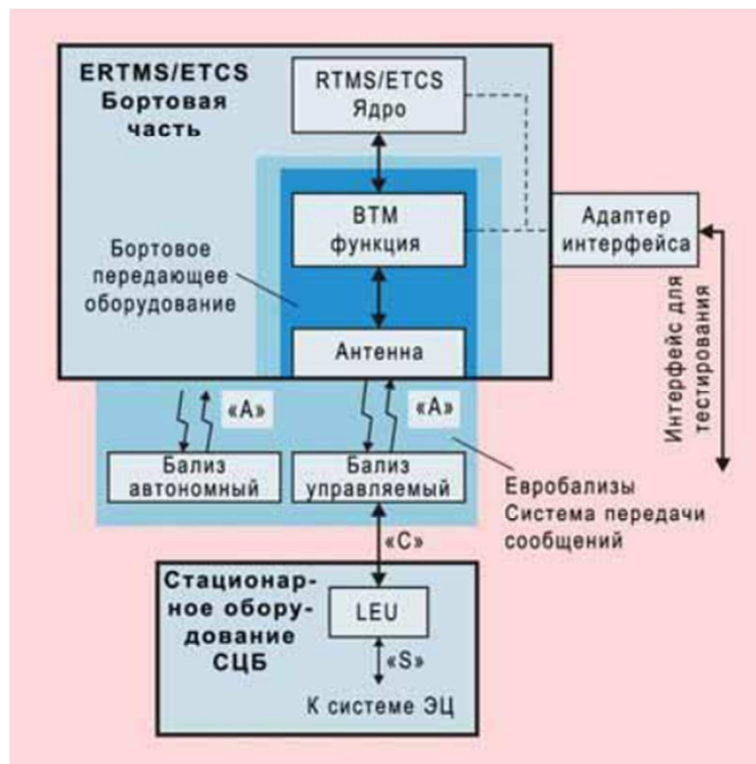 ERTMS/ETCS
Бортовая
часть
RTMS/ETCS
Ядро
BTM
функция
Адаптер
интерфейса
Бортовое
передающее
оборудование
Антенна
Интерфейс для
тестирования
«А»
«А»
Бализ
автономный
Бализ
управляемый
Евробализы
Система передачи
сообщений
«С»
Стационар-
ное обору-
дование
СЦБ
LEU
«S»
К системе ЭЦ